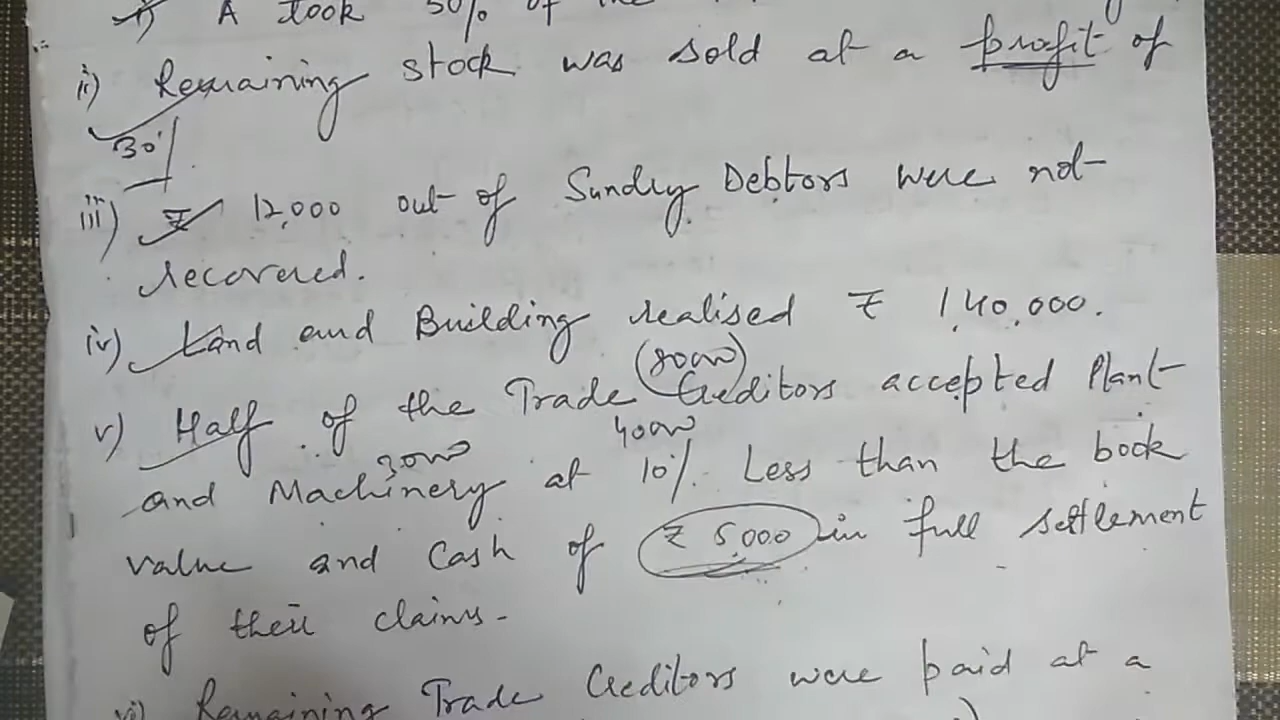 i) A took 50% of the
ii) Remaining stock was sold at a profit of
30%.
iii) ₹ 12,000 out of Sundry Debtors were not
recovered.
iv) Land and Building realised ₹ 1,40,000.
(80000)
v) Half of the Trade Creditors accepted Plant
30000 40000
and Machinery at 10% Less than the book
value and Cash of ₹ 5,000 in full settlement
of their claims.
vi) Remaining Trade Creditors were paid at a